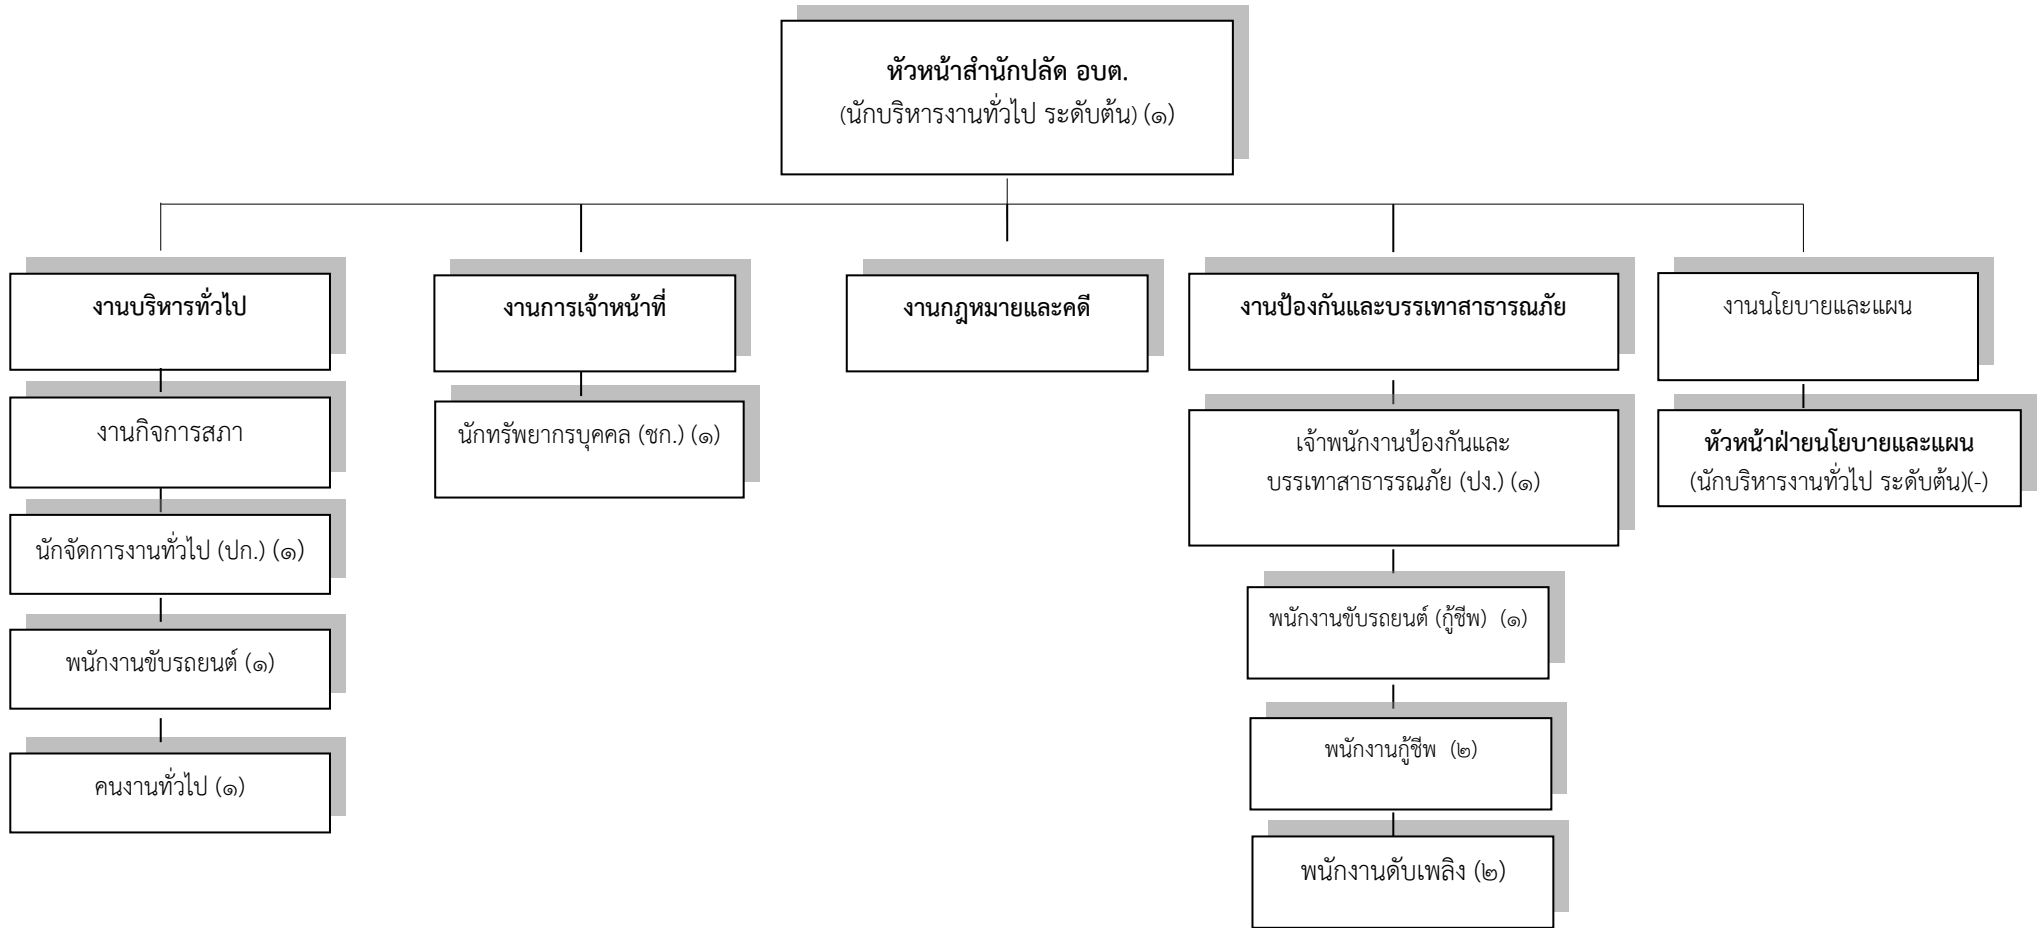 หัวหน้าสำนักปลัด อบต.
(นักบริหารงานทั่วไป ระดับต้น) (๑)
งานบริหารทั่วไป
งานกิจการสภา
นักจัดการงานทั่วไป (ปก.) (๑)
พนักงานขับรถยนต์ (๑)
คนงานทั่วไป (๑)
งานการเจ้าหน้าที่
นักทรัพยากรบุคคล (ชก.) (๑)
งานกฎหมายและคดี
งานป้องกันและบรรเทาสาธารณภัย
เจ้าพนักงานป้องกันและ
บรรเทาสาธารรณภัย (ปง.) (๑)
พนักงานขับรถยนต์ (กู้ชีพ) (๑)
พนักงานกู้ชีพ (๒)
พนักงานดับเพลิง (๒)
งานนโยบายและแผน
หัวหน้าฝ่ายนโยบายและแผน
(นักบริหารงานทั่วไป ระดับต้น)(-)